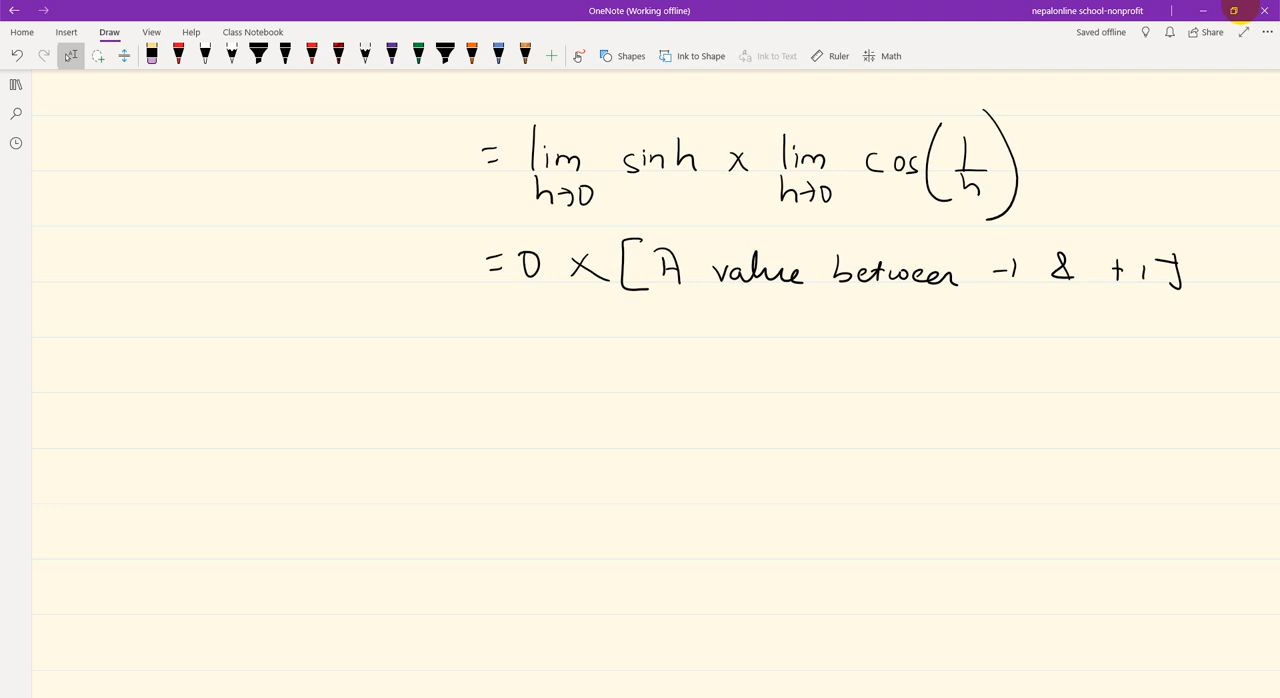 OneNote (Working offline)
nepalonline school-nonprofit
Home Insert Draw View Help Class Notebook
Saved offline
Share
Shapes Ink to Shape Ink to Text Ruler Math
= lim sinh x lim cos(1/h)
h→0 h→0
= 0 × [A value between -1 & +1]